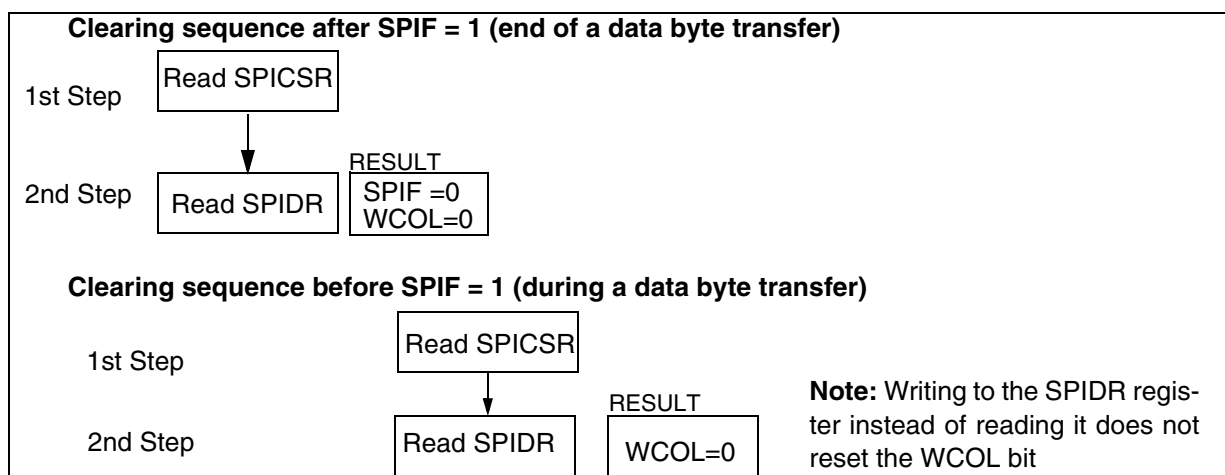 Clearing sequence after SPIF = 1 (end of a data byte transfer)
1st Step
Read SPICSR
2nd Step
Read SPIDR
RESULT
SPIF =0
WCOL=0
Clearing sequence before SPIF = 1 (during a data byte transfer)
1st Step
Read SPICSR
2nd Step
Read SPIDR
RESULT
WCOL=0
Note: Writing to the SPIDR regis-
ter instead of reading it does not
reset the WCOL bit